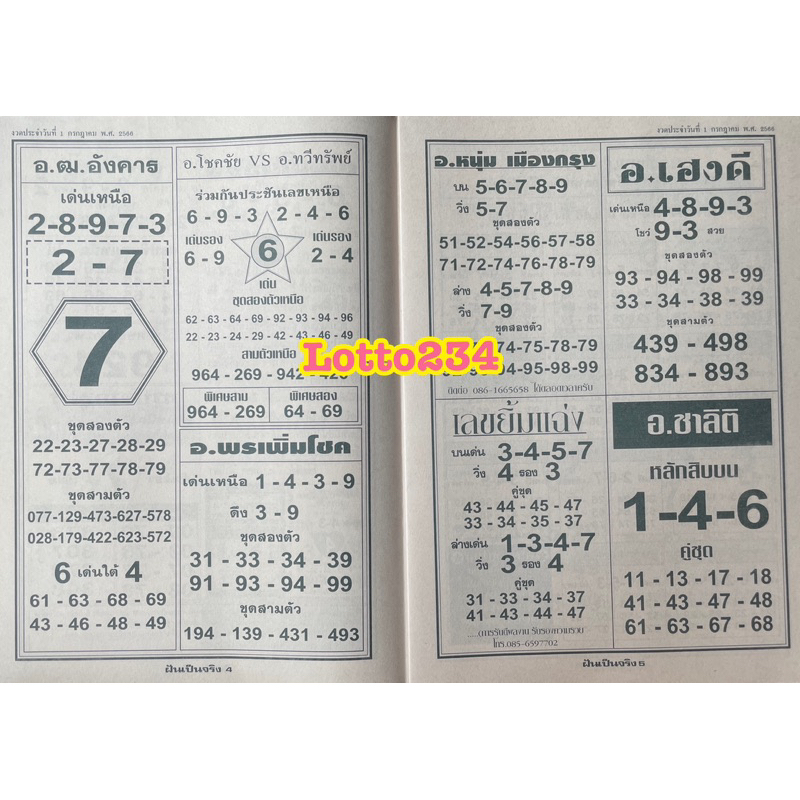 งวดประจำวันที่ 1 กรกฎาคม พ.ศ. 2566
อ.ฒ.อังคาร
เด่นเหนือ
2-8-9-7-3
2 - 7
7
ชุดสองตัว
22-23-27-28-29
72-73-77-78-79
ชุดสามตัว
077-129-473-627-578
028-179-422-623-572
6 เด่นใต้ 4
61 - 63 - 68 - 69
43 - 46 - 48 - 49
อ.โชคชัย VS อ.ทวีทรัพย์
ร่วมกันประชันเลขเหนือ
6 - 9 - 3 2 - 4 - 6
เด่นรอง 6 เด่นรอง
6 - 9 2 - 4
เด่น
ชุดสองตัวเหนือ
62 - 63 - 64 - 69 - 92 - 93 - 94 - 96
22 - 23 - 24 - 29 - 42 - 43 - 46 - 49
สามตัวเหนือ
964 - 269 - 942 -
พิเศษสาม พิเศษสอง
964 - 269 64 - 69
อ.พรเพิ่มโชค
เด่นเหนือ 1 - 4 - 3 - 9
ดึง 3 - 9
ชุดสองตัว
31 - 33 - 34 - 39
91 - 93 - 94 - 99
ชุดสามตัว
194 - 139 - 431 - 493
ฝันเป็นจริง 4
Lotto234
งวดประจำวันที่ 1 กรกฎาคม พ.ศ. 2566
อ.หนุ่ม เมืองกรุง
บน 5-6-7-8-9
วิ่ง 5-7
ชุดสองตัว
51-52-54-56-57-58
71-72-74-76-78-79
ล่าง 4-5-7-8-9
วิ่ง 7-9
ชุดสองตัว
74-75-78-79
94-95-98-99
ติดต่อ 086-1665658 ได้ตลอดเวลาครับ
เลขยิ้มแฉ่ง
บนเด่น 3-4-5-7
วิ่ง 4 รอง 3
คู่ชุด
43 - 44 - 45 - 47
33 - 34 - 35 - 37
ล่างเด่น 1-3-4-7
วิ่ง 3 รอง 4
คู่ชุด
31 - 33 - 34 - 37
41 - 43 - 44 - 47
โทร.085-6597702
อ.เฮงดี
เด่นเหนือ 4-8-9-3
โชว์ 9-3 สวย
ชุดสองตัว
93 - 94 - 98 - 99
33 - 34 - 38 - 39
ชุดสามตัว
439 - 498
834 - 893
อ.ชาลิติ
หลักสิบบน
1-4-6
คู่ชุด
11 - 13 - 17 - 18
41 - 43 - 47 - 48
61 - 63 - 67 - 68
ฝันเป็นจริง 5